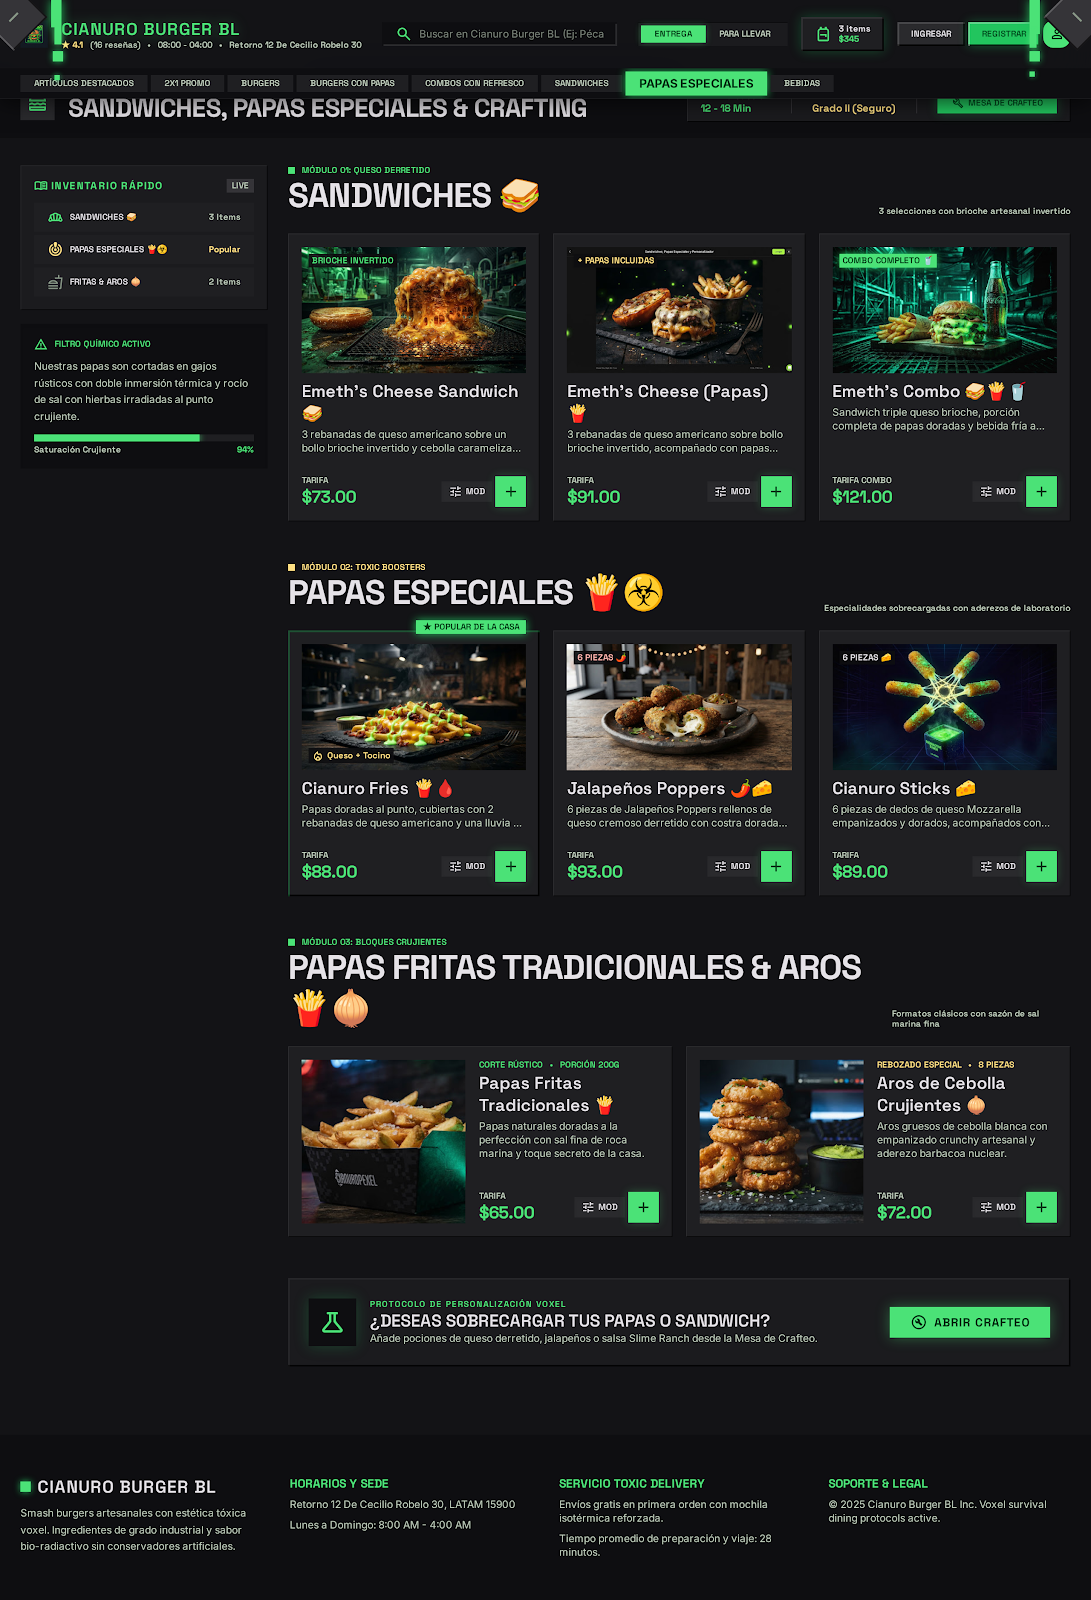 CIANURO BURGER BL
★ 4.1 (16 reseñas) • 08:00 - 04:00 • Retorno 12 De Cecilio Robelo 30
Buscar en Cianuro Burger BL (Ej: Péca
ENTREGA
PARA LLEVAR
3 Items
$345
INGRESAR
REGISTRAR
ARTÍCULOS DESTACADOS
2X1 PROMO
BURGERS
BURGERS CON PAPAS
COMBOS CON REFRESCO
SANDWICHES
PAPAS ESPECIALES
BEBIDAS
SANDWICHES, PAPAS ESPECIALES & CRAFTING
12 - 18 Min
Grado II (Seguro)
MESA DE CRAFTEO
INVENTARIO RÁPIDO
LIVE
SANDWICHES 🥪
3 Items
PAPAS ESPECIALES 🍟☣️
Popular
FRITAS & AROS 🧅
2 Items
FILTRO QUÍMICO ACTIVO
Nuestras papas son cortadas en gajos
rústicos con doble inmersión térmica y rocío
de sal con hierbas irradiadas al punto
crujiente.
Saturación Crujiente
94%
MÓDULO 01: QUESO DERRETIDO
SANDWICHES 🥪
3 selecciones con brioche artesanal invertido
BRIOCHE INVERTIDO
Emeth's Cheese Sandwich
🥪
3 rebanadas de queso americano sobre un
bollo brioche invertido y cebolla carameliza...
TARIFA
$73.00
MOD
+
+ PAPAS INCLUIDAS
Emeth's Cheese (Papas)
🍟
3 rebanadas de queso americano sobre bollo
brioche invertido, acompañado con papas...
TARIFA
$91.00
MOD
+
COMBO COMPLETO 🥤
Emeth's Combo 🥪🍟🥤
Sandwich triple queso brioche, porción
completa de papas doradas y bebida fría a...
TARIFA COMBO
$121.00
MOD
+
MÓDULO 02: TOXIC BOOSTERS
PAPAS ESPECIALES 🍟☣️
Especialidades sobrecargadas con aderezos de laboratorio
★ POPULAR DE LA CASA
Queso + Tocino
Cianuro Fries 🍟🩸
Papas doradas al punto, cubiertas con 2
rebanadas de queso americano y una lluvia ...
TARIFA
$88.00
MOD
+
6 PIEZAS 🌶️
Jalapeños Poppers 🌶️🧀
6 piezas de Jalapeños Poppers rellenos de
queso cremoso derretido con costra dorada...
TARIFA
$93.00
MOD
+
6 PIEZAS 🧀
Cianuro Sticks 🧀
6 piezas de dedos de queso Mozzarella
empanizados y dorados, acompañados con...
TARIFA
$89.00
MOD
+
MÓDULO 03: BLOQUES CRUJIENTES
PAPAS FRITAS TRADICIONALES & AROS
🍟🧅
Formatos clásicos con sazón de sal
marina fina
CORTE RÚSTICO • PORCIÓN 200G
Papas Fritas
Tradicionales 🍟
Papas naturales doradas a la
perfección con sal fina de roca
marina y toque secreto de la casa.
TARIFA
$65.00
MOD
+
REBOZADO ESPECIAL • 8 PIEZAS
Aros de Cebolla
Crujientes 🧅
Aros gruesos de cebolla blanca con
empanizado crunchy artesanal y
aderezo barbacoa nuclear.
TARIFA
$72.00
MOD
+
PROTOCOLO DE PERSONALIZACIÓN VOXEL
¿DESEAS SOBRECARGAR TUS PAPAS O SANDWICH?
Añade pociones de queso derretido, jalapeños o salsa Slime Ranch desde la Mesa de Crafteo.
ABRIR CRAFTEO
CIANURO BURGER BL
Smash burgers artesanales con estética tóxica
voxel. Ingredientes de grado industrial y sabor
bio-radiactivo sin conservadores artificiales.
HORARIOS Y SEDE
Retorno 12 De Cecilio Robelo 30, LATAM 15900
Lunes a Domingo: 8:00 AM - 4:00 AM
SERVICIO TOXIC DELIVERY
Envíos gratis en primera orden con mochila
isotérmica reforzada.
Tiempo promedio de preparación y viaje: 28
minutos.
SOPORTE & LEGAL
© 2025 Cianuro Burger BL Inc. Voxel survival
dining protocols active.